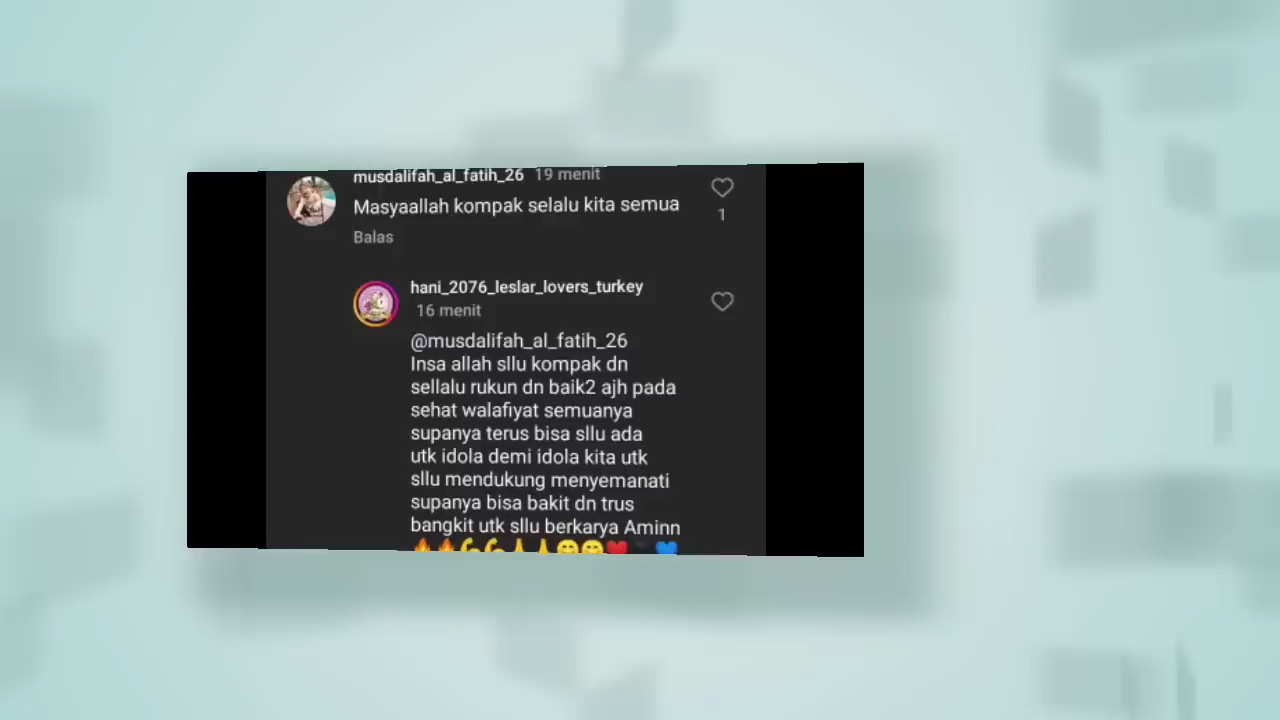 musdalifah_al_fatih_26 19 menit
Masyaallah kompak selalu kita semua
1
Balas
hani_2076_leslar_lovers_turkey
16 menit
@musdalifah_al_fatih_26
Insa allah sllu kompak dn
sellalu rukun dn baik2 ajh pada
sehat walafiyat semuanya
supanya terus bisa sllu ada
utk idola demi idola kita utk
sllu mendukung menyemanati
supanya bisa bakit dn trus
bangkit utk sllu berkarya Aminn
🔥🔥💪💪🙏🙏😊😊❤️🖤💙